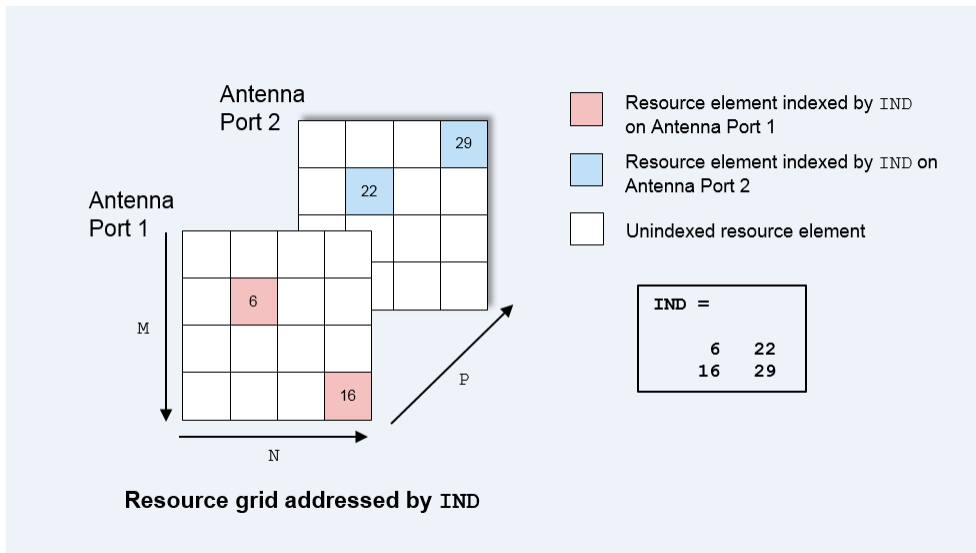 Antenna
Port 2
29
22
Antenna
Port 1
6
16
M
N
P
Resource element indexed by IND
on Antenna Port 1
Resource element indexed by IND on
Antenna Port 2
Unindexed resource element
IND =
6 22
16 29
Resource grid addressed by IND